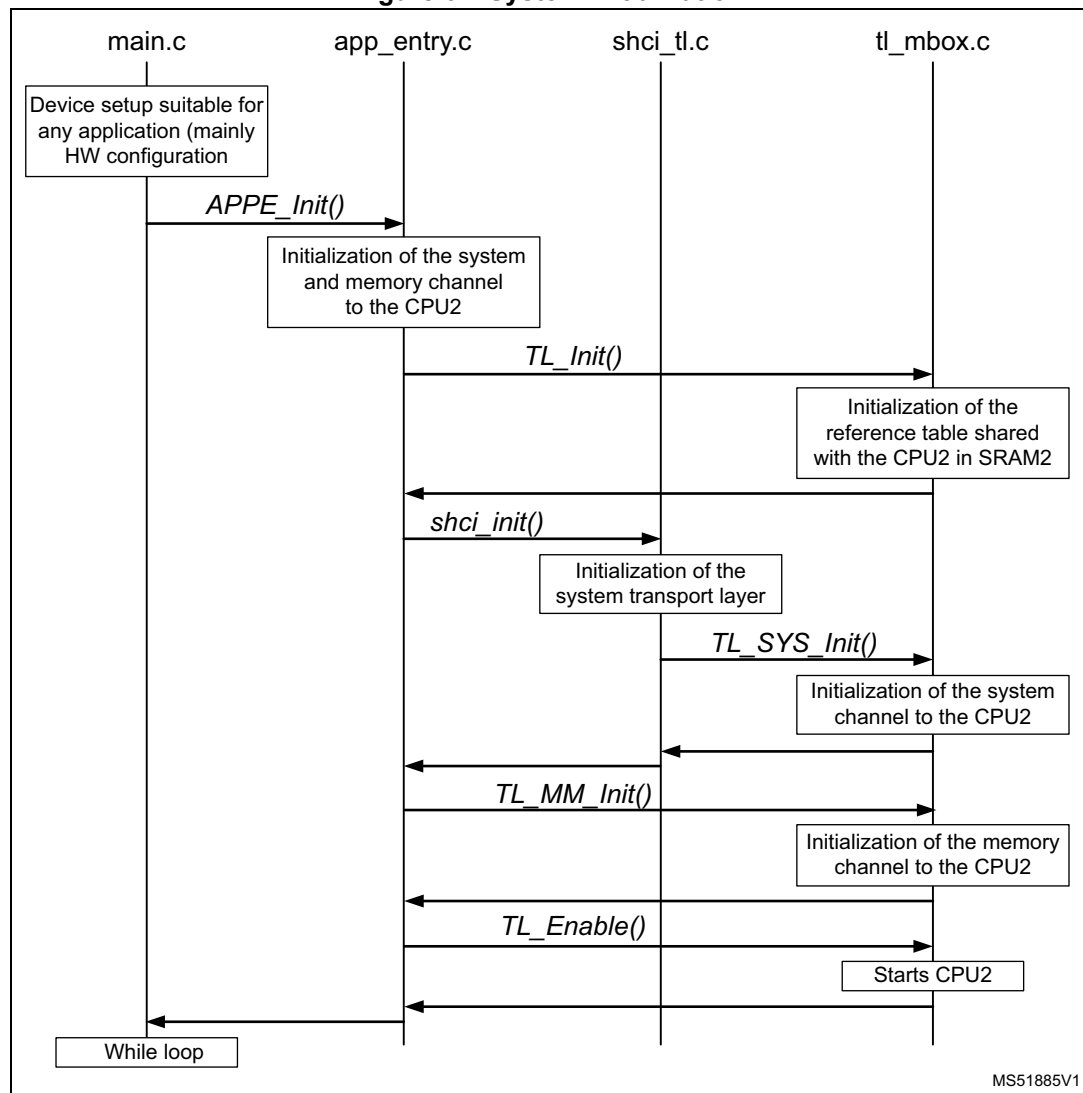 main.c app_entry.c shci_tl.c tl_mbox.c
Device setup suitable for
any application (mainly
HW configuration
APPE_Init()
Initialization of the system
and memory channel
to the CPU2
TL_Init()
Initialization of the
reference table shared
with the CPU2 in SRAM2
shci_init()
Initialization of the
system transport layer
TL_SYS_Init()
Initialization of the system
channel to the CPU2
TL_MM_Init()
Initialization of the memory
channel to the CPU2
TL_Enable()
Starts CPU2
While loop
MS51885V1